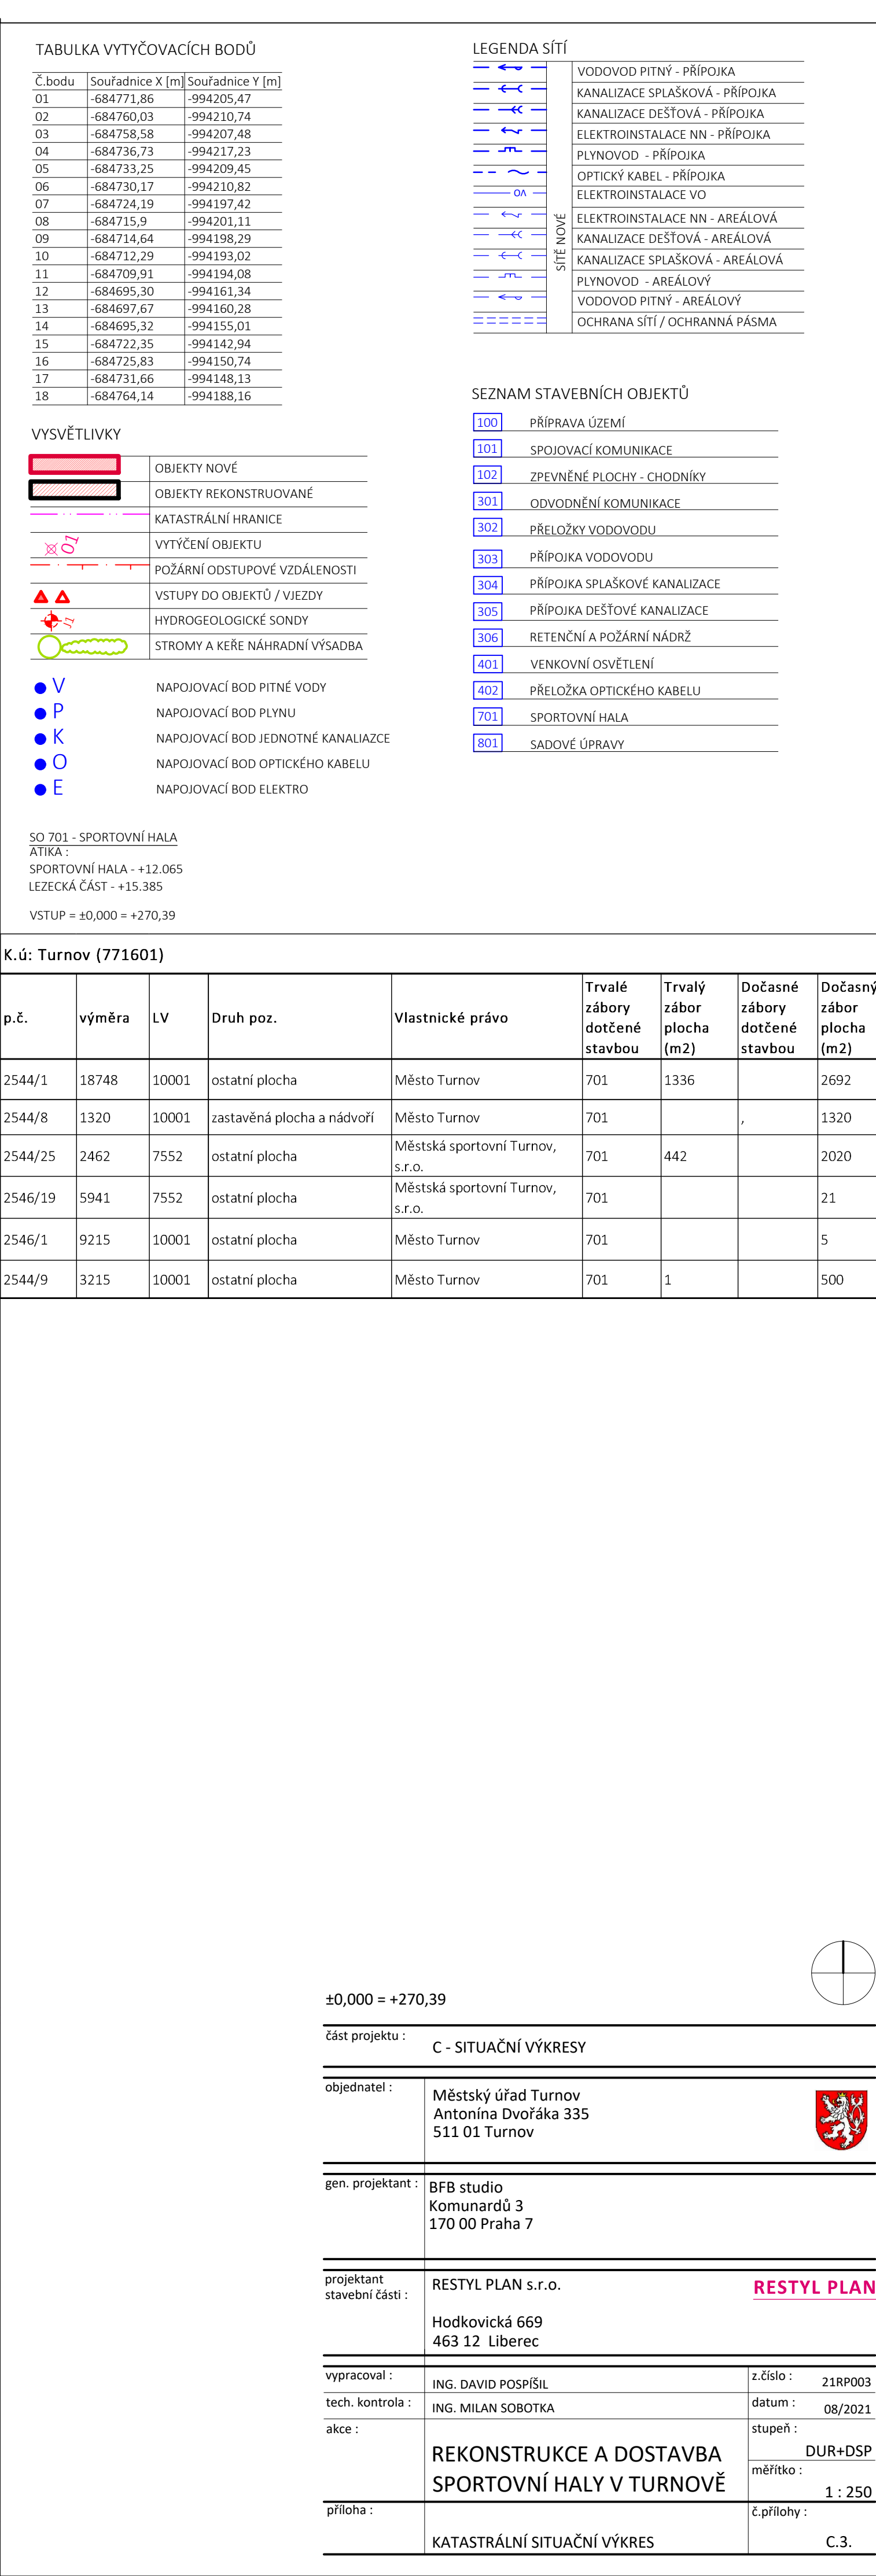 TABULKA VYTYČOVACÍCH BODŮ
Č.bodu Souřadnice X [m] Souřadnice Y [m]
01 -684771,86 -994205,47
02 -684760,03 -994210,74
03 -684758,58 -994207,48
04 -684736,73 -994217,23
05 -684733,25 -994209,45
06 -684730,17 -994210,82
07 -684724,19 -994197,42
08 -684715,9 -994201,11
09 -684714,64 -994198,29
10 -684712,29 -994193,02
11 -684709,91 -994194,08
12 -684695,30 -994161,34
13 -684697,67 -994160,28
14 -684695,32 -994155,01
15 -684722,35 -994142,94
16 -684725,83 -994150,74
17 -684731,66 -994148,13
18 -684764,14 -994188,16
VYSVĚTLIVKY
OBJEKTY NOVÉ
OBJEKTY REKONSTRUOVANÉ
KATASTRÁLNÍ HRANICE
01 VYTÝČENÍ OBJEKTU
POŽÁRNÍ ODSTUPOVÉ VZDÁLENOSTI
VSTUPY DO OBJEKTŮ / VJEZDY
J1 HYDROGEOLOGICKÉ SONDY
STROMY A KEŘE NÁHRADNÍ VÝSADBA
V NAPOJOVACÍ BOD PITNÉ VODY
P NAPOJOVACÍ BOD PLYNU
K NAPOJOVACÍ BOD JEDNOTNÉ KANALIAZCE
O NAPOJOVACÍ BOD OPTICKÉHO KABELU
E NAPOJOVACÍ BOD ELEKTRO
SO 701 - SPORTOVNÍ HALA
ATIKA :
SPORTOVNÍ HALA - +12.065
LEZECKÁ ČÁST - +15.385
VSTUP = ±0,000 = +270,39
LEGENDA SÍTÍ
SÍTĚ NOVÉ
VODOVOD PITNÝ - PŘÍPOJKA
KANALIZACE SPLAŠKOVÁ - PŘÍPOJKA
KANALIZACE DEŠŤOVÁ - PŘÍPOJKA
ELEKTROINSTALACE NN - PŘÍPOJKA
PLYNOVOD - PŘÍPOJKA
OPTICKÝ KABEL - PŘÍPOJKA
VO ELEKTROINSTALACE VO
ELEKTROINSTALACE NN - AREÁLOVÁ
KANALIZACE DEŠŤOVÁ - AREÁLOVÁ
KANALIZACE SPLAŠKOVÁ - AREÁLOVÁ
PLYNOVOD - AREÁLOVÝ
VODOVOD PITNÝ - AREÁLOVÝ
OCHRANA SÍTÍ / OCHRANNÁ PÁSMA
SEZNAM STAVEBNÍCH OBJEKTŮ
100 PŘÍPRAVA ÚZEMÍ
101 SPOJOVACÍ KOMUNIKACE
102 ZPEVNĚNÉ PLOCHY - CHODNÍKY
301 ODVODNĚNÍ KOMUNIKACE
302 PŘELOŽKY VODOVODU
303 PŘÍPOJKA VODOVODU
304 PŘÍPOJKA SPLAŠKOVÉ KANALIZACE
305 PŘÍPOJKA DEŠŤOVÉ KANALIZACE
306 RETENČNÍ A POŽÁRNÍ NÁDRŽ
401 VENKOVNÍ OSVĚTLENÍ
402 PŘELOŽKA OPTICKÉHO KABELU
701 SPORTOVNÍ HALA
801 SADOVÉ ÚPRAVY
K.ú: Turnov (771601)
p.č. výměra LV Druh poz. Vlastnické právo Trvalé zábory dotčené stavbou Trvalý zábor plocha (m2) Dočasné zábory dotčené stavbou Dočasný zábor plocha (m2)
2544/1 18748 10001 ostatní plocha Město Turnov 701 1336 2692
2544/8 1320 10001 zastavěná plocha a nádvoří Město Turnov 701 , 1320
2544/25 2462 7552 ostatní plocha Městská sportovní Turnov, s.r.o. 701 442 2020
2546/19 5941 7552 ostatní plocha Městská sportovní Turnov, s.r.o. 701 21
2546/1 9215 10001 ostatní plocha Město Turnov 701 5
2544/9 3215 10001 ostatní plocha Město Turnov 701 1 500
±0,000 = +270,39
část projektu : C - SITUAČNÍ VÝKRESY
objednatel : Městský úřad Turnov
Antonína Dvořáka 335
511 01 Turnov
gen. projektant : BFB studio
Komunardů 3
170 00 Praha 7
projektant stavební části : RESTYL PLAN s.r.o.
RESTYL PLAN
Hodkovická 669
463 12 Liberec
vypracoval : ING. DAVID POSPÍŠIL z.číslo : 21RP003
tech. kontrola : ING. MILAN SOBOTKA datum : 08/2021
akce : REKONSTRUKCE A DOSTAVBA
SPORTOVNÍ HALY V TURNOVĚ
stupeň : DUR+DSP
měřítko : 1 : 250
příloha : KATASTRÁLNÍ SITUAČNÍ VÝKRES č.přílohy : C.3.